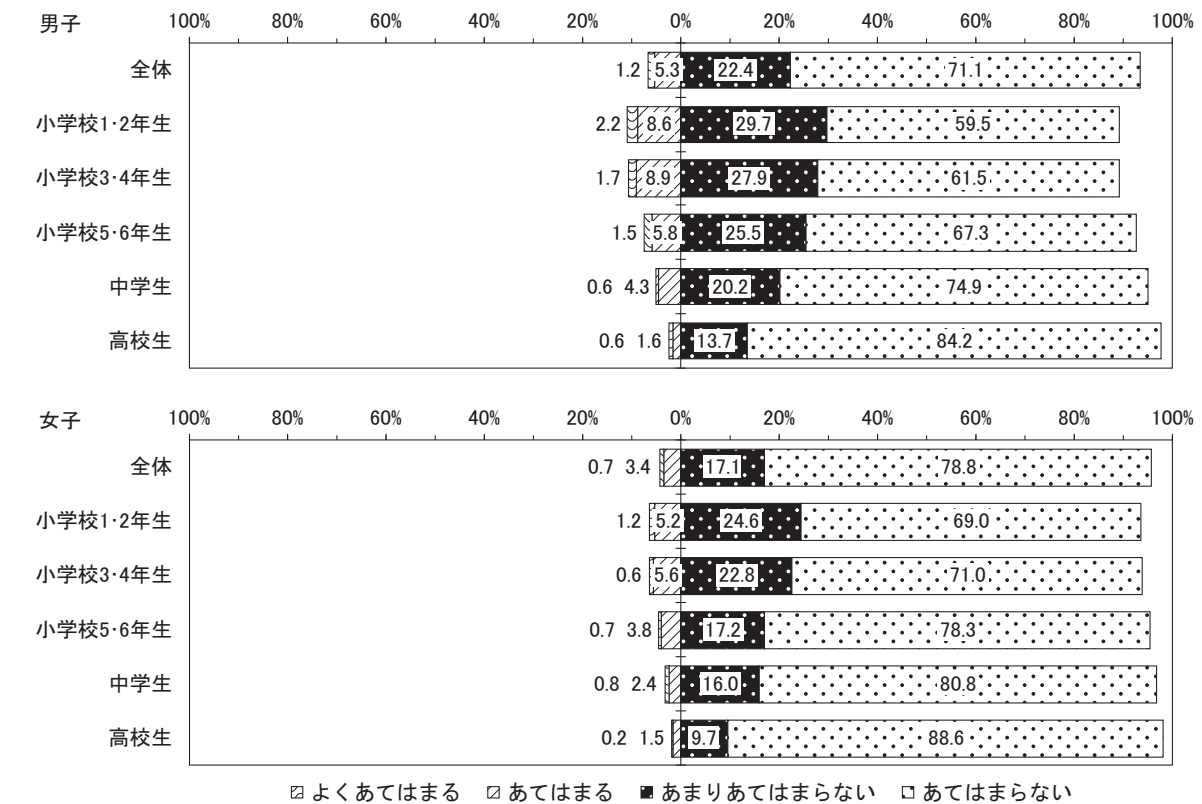 男子 100% 80% 60% 40% 20% 0% 20% 40% 60% 80% 100%
全体 1.2 5.3 22.4 71.1
小学校1・2年生 2.2 8.6 29.7 59.5
小学校3・4年生 1.7 8.9 27.9 61.5
小学校5・6年生 1.5 5.8 25.5 67.3
中学生 0.6 4.3 20.2 74.9
高校生 0.6 1.6 13.7 84.2
女子 100% 80% 60% 40% 20% 0% 20% 40% 60% 80% 100%
全体 0.7 3.4 17.1 78.8
小学校1・2年生 1.2 5.2 24.6 69.0
小学校3・4年生 0.6 5.6 22.8 71.0
小学校5・6年生 0.7 3.8 17.2 78.3
中学生 0.8 2.4 16.0 80.8
高校生 0.2 1.5 9.7 88.6
よくあてはまる あてはまる あまりあてはまらない あてはまらない